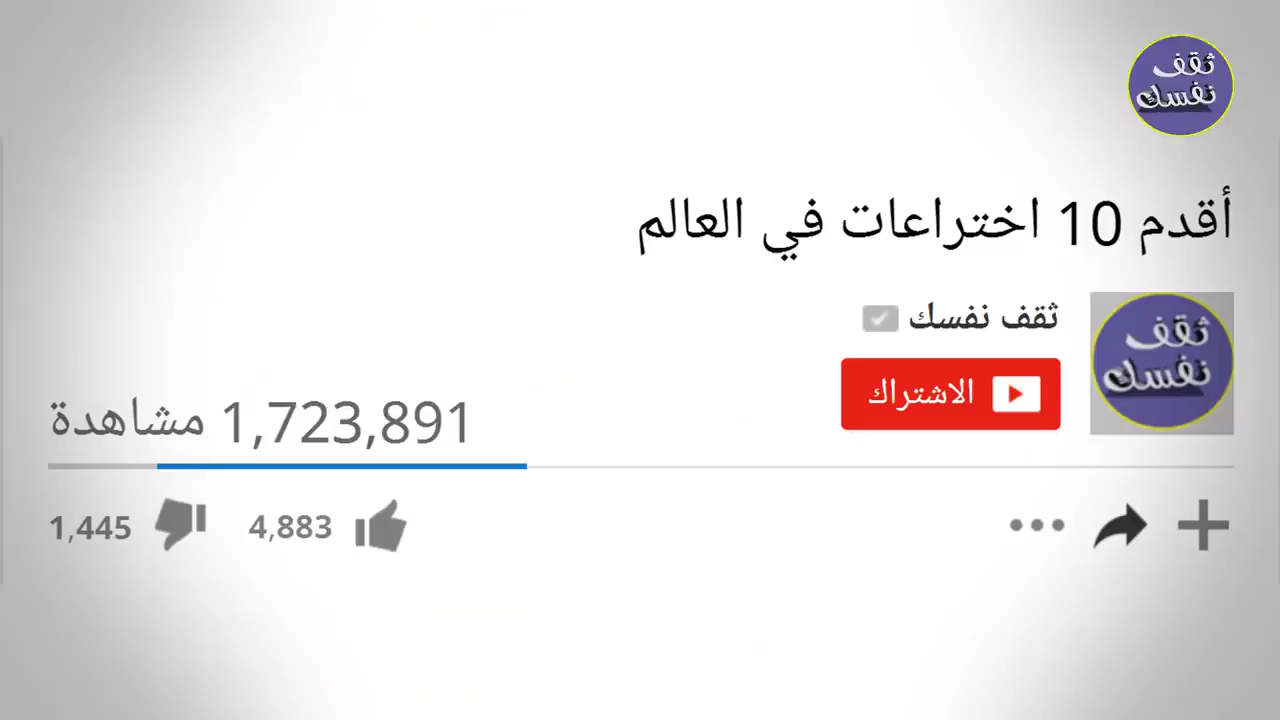 ثقف
نفسك
أقدم 10 اختراعات في العالم
ثقف نفسك
الاشتراك
ثقف
نفسك
1,723,891 مشاهدة
4,883
1,445